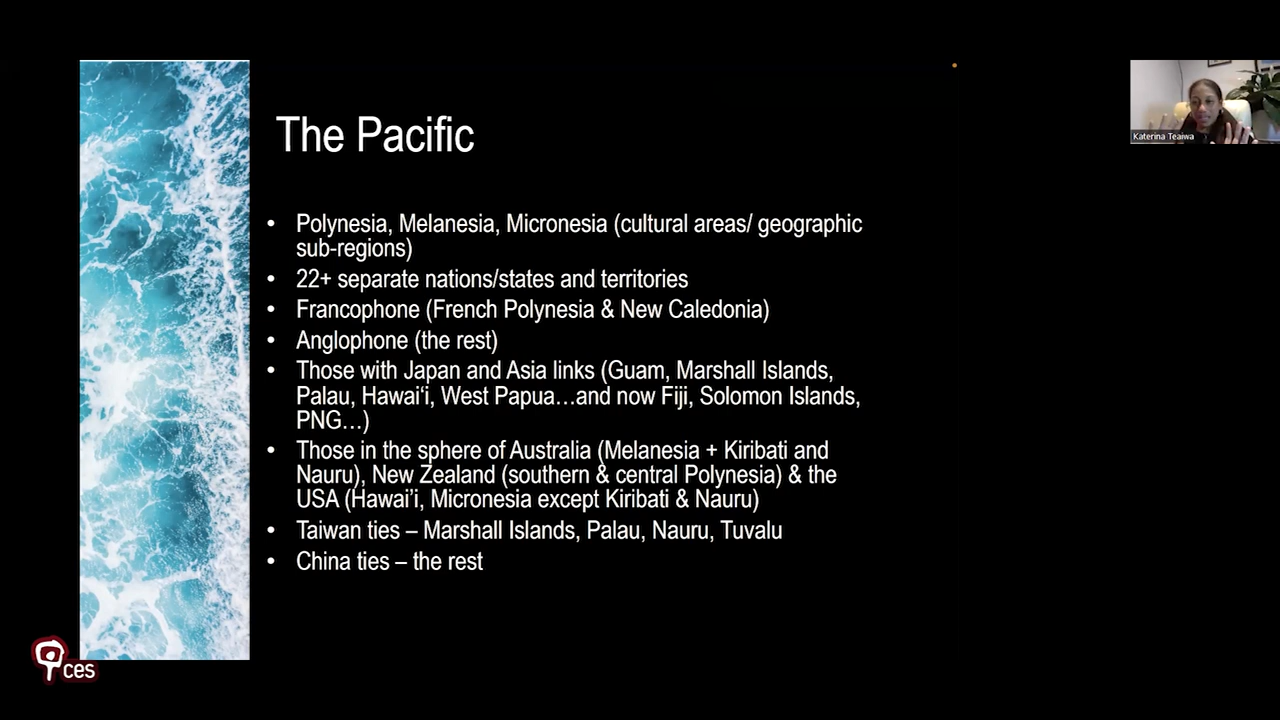 The Pacific
• Polynesia, Melanesia, Micronesia (cultural areas/ geographic
sub-regions)
• 22+ separate nations/states and territories
• Francophone (French Polynesia & New Caledonia)
• Anglophone (the rest)
• Those with Japan and Asia links (Guam, Marshall Islands,
Palau, Hawai‘i, West Papua…and now Fiji, Solomon Islands,
PNG…)
• Those in the sphere of Australia (Melanesia + Kiribati and
Nauru), New Zealand (southern & central Polynesia) & the
USA (Hawai’i, Micronesia except Kiribati & Nauru)
• Taiwan ties – Marshall Islands, Palau, Nauru, Tuvalu
• China ties – the rest
Katerina Teaiwa
ces